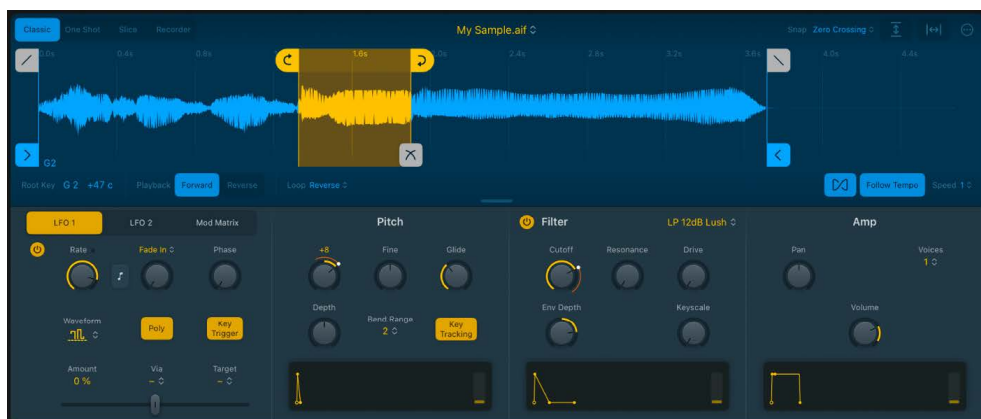 Classic One Shot Slice Recorder My Sample.aif Snap Zero Crossing
0.0s 0.4s 0.8s 1.6s 2.0s 2.4s 2.8s 3.2s 3.6s 4.0s 4.4s
G2
Root Key G 2 +47 c Playback Forward Reverse Loop Reverse Follow Tempo Speed 1
LFO 1 LFO 2 Mod Matrix Pitch Filter LP 12dB Lush Amp
Rate Fade In Phase +8 Fine Glide Cutoff Resonance Drive Pan Voices
1
Depth Env Depth Keyscale Volume
Waveform Poly Key Trigger Bend Range Key Tracking
2
Amount Via Target
0 % – –